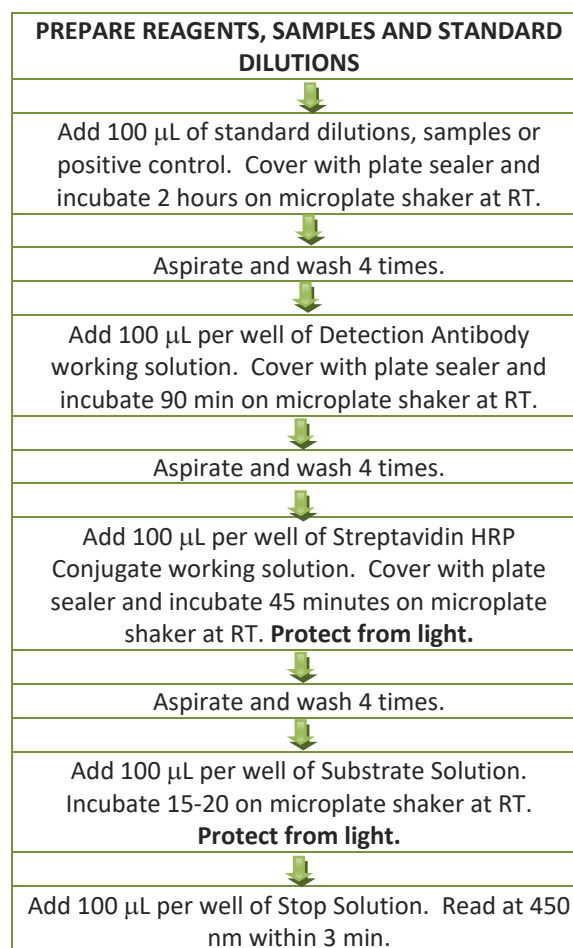 PREPARE REAGENTS, SAMPLES AND STANDARD
DILUTIONS
Add 100 μL of standard dilutions, samples or
positive control.  Cover with plate sealer and
incubate 2 hours on microplate shaker at RT.
Aspirate and wash 4 times.
Add 100 μL per well of Detection Antibody
working solution.  Cover with plate sealer and
incubate 90 min on microplate shaker at RT.
Aspirate and wash 4 times.
Add 100 μL per well of Streptavidin HRP
Conjugate working solution.  Cover with plate
sealer and incubate 45 minutes on microplate
shaker at RT. Protect from light.
Aspirate and wash 4 times.
Add 100 μL per well of Substrate Solution.
Incubate 15-20 on microplate shaker at RT.
Protect from light.
Add 100 μL per well of Stop Solution.  Read at 450
nm within 3 min.